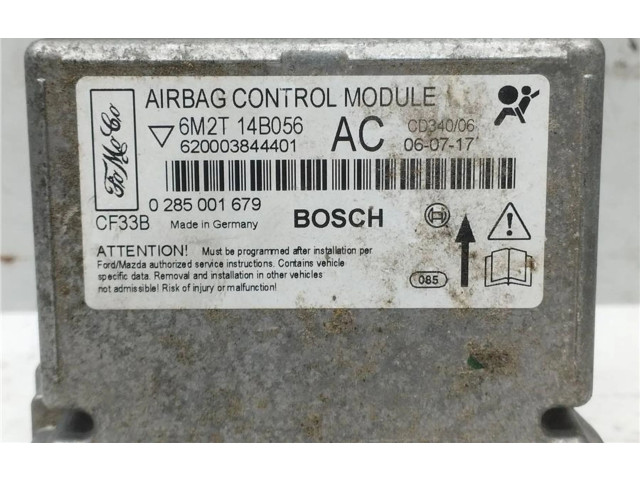 FoMoCo
AIRBAG CONTROL MODULE
6M2T 14B056 AC CD340/06
620003844401 06-07-17
0 285 001 679
CF33B Made in Germany BOSCH
ATTENTION! Must be programmed after installation per
Ford/Mazda authorized service instructions. Contains vehicle
specific data. Removal and installation in other vehicles
not admissible! Risk of injury or malfunction!
085